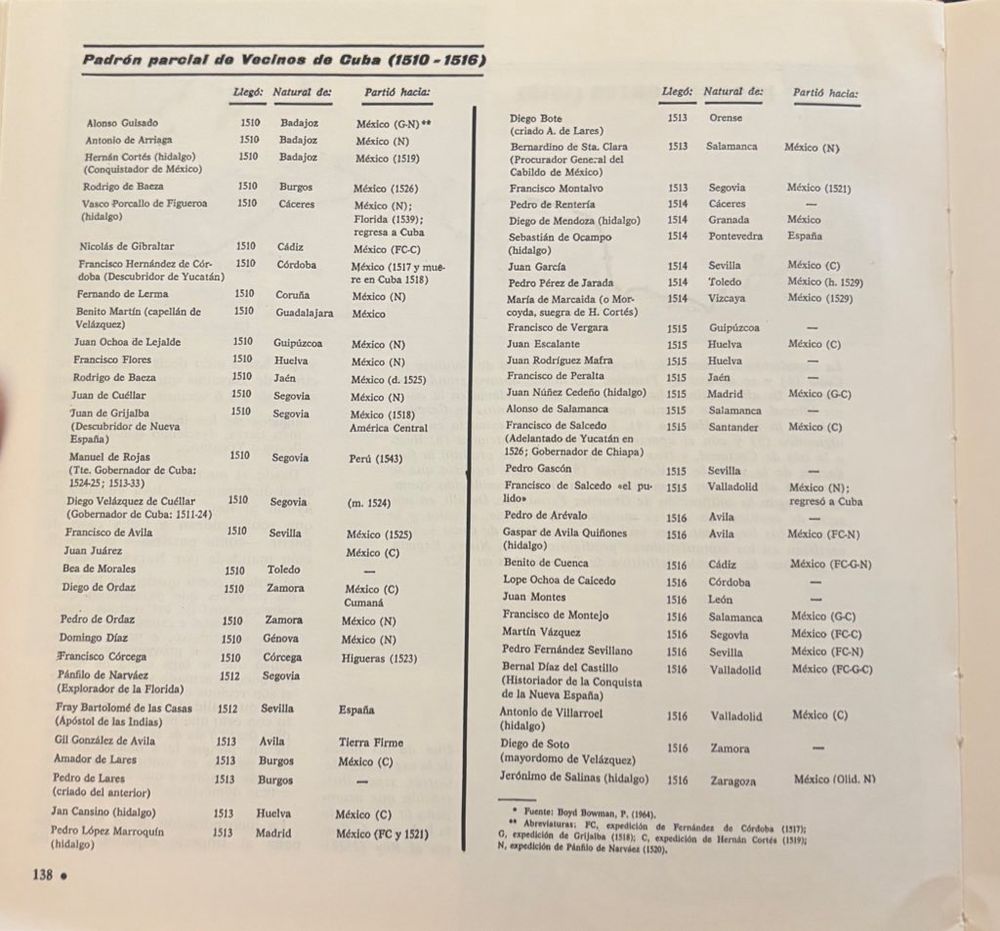 Padrón parcial de Vecinos de Cuba (1510 - 1516)
Llegó: Natural de: Partió hacia:
Alonso Guisado 1510 Badajoz México (G-N)**
Antonio de Arriaga 1510 Badajoz México (N)
Hernán Cortés (hidalgo) 1510 Badajoz México (1519)
(Conquistador de México)
Rodrigo de Baeza 1510 Burgos México (1526)
Vasco Porcallo de Figueroa 1510 Cáceres México (N);
(hidalgo) Florida (1539);
regresa a Cuba
Nicolás de Gibraltar 1510 Cádiz México (FC-C)
Francisco Hernández de Cór- 1510 Córdoba México (1517 y mue-
doba (Descubridor de Yucatán) re en Cuba 1518)
Fernando de Lerma 1510 Coruña México (N)
Benito Martín (capellán de 1510 Guadalajara México
Velázquez)
Juan Ochoa de Lejalde 1510 Guipúzcoa México (N)
Francisco Flores 1510 Huelva México (N)
Rodrigo de Baeza 1510 Jaén México (d. 1525)
Juan de Cuéllar 1510 Segovia México (N)
Juan de Grijalba 1510 Segovia México (1518)
(Descubridor de Nueva América Central
España)
Manuel de Rojas 1510 Segovia Perú (1543)
(Tte. Gobernador de Cuba:
1524-25; 1513-33)
Diego Velázquez de Cuéllar 1510 Segovia (m. 1524)
(Gobernador de Cuba: 1511-24)
Francisco de Avila 1510 Sevilla México (1525)
Juan Juárez México (C)
Bea de Morales 1510 Toledo —
Diego de Ordaz 1510 Zamora México (C)
Cumaná
Pedro de Ordaz 1510 Zamora México (N)
Domingo Díaz 1510 Génova México (N)
Francisco Córcega 1510 Córcega Higueras (1523)
Pánfilo de Narváez 1512 Segovia
(Explorador de la Florida)
Fray Bartolomé de las Casas 1512 Sevilla España
(Apóstol de las Indias)
Gil González de Avila 1513 Avila Tierra Firme
Amador de Lares 1513 Burgos México (C)
Pedro de Lares 1513 Burgos —
(criado del anterior)
Jan Cansino (hidalgo) 1513 Huelva México (C)
Pedro López Marroquín 1513 Madrid México (FC y 1521)
(hidalgo)
138 •
Llegó: Natural de: Partió hacia:
Diego Bote 1513 Orense
(criado A. de Lares)
Bernardino de Sta. Clara 1513 Salamanca México (N)
(Procurador General del
Cabildo de México)
Francisco Montalvo 1513 Segovia México (1521)
Pedro de Rentería 1514 Cáceres —
Diego de Mendoza (hidalgo) 1514 Granada México
Sebastián de Ocampo 1514 Pontevedra España
(hidalgo)
Juan García 1514 Sevilla México (C)
Pedro Pérez de Jarada 1514 Toledo México (h. 1529)
María de Marcaida (o Mar- 1514 Vizcaya México (1529)
coyda, suegra de H. Cortés)
Francisco de Vergara 1515 Guipúzcoa —
Juan Escalante 1515 Huelva México (C)
Juan Rodríguez Mafra 1515 Huelva —
Francisco de Peralta 1515 Jaén —
Juan Núñez Cedeño (hidalgo) 1515 Madrid México (G-C)
Alonso de Salamanca 1515 Salamanca —
Francisco de Salcedo 1515 Santander México (C)
(Adelantado de Yucatán en
1526; Gobernador de Chiapa)
Pedro Gascón 1515 Sevilla —
Francisco de Salcedo «el pu- 1515 Valladolid México (N);
lido» regresó a Cuba
Pedro de Arévalo 1516 Avila —
Gaspar de Avila Quiñones 1516 Avila México (FC-N)
(hidalgo)
Benito de Cuenca 1516 Cádiz México (FC-G-N)
Lope Ochoa de Caicedo 1516 Córdoba —
Juan Montes 1516 León —
Francisco de Montejo 1516 Salamanca México (G-C)
Martín Vázquez 1516 Segovia México (FC-C)
Pedro Fernández Sevillano 1516 Sevilla México (FC-N)
Bernal Díaz del Castillo 1516 Valladolid México (FC-G-C)
(Historiador de la Conquista
de la Nueva España)
Antonio de Villarroel 1516 Valladolid México (C)
(hidalgo)
Diego de Soto 1516 Zamora —
(mayordomo de Velázquez)
Jerónimo de Salinas (hidalgo) 1516 Zaragoza México (Olid. N)
* Fuente: Boyd Bowman, P. (1964).
** Abreviaturas: FC, expedición de Fernández de Córdoba (1517);
G, expedición de Grijalba (1518); C, expedición de Hernán Cortés (1519);
N, expedición de Pánfilo de Narváez (1520).